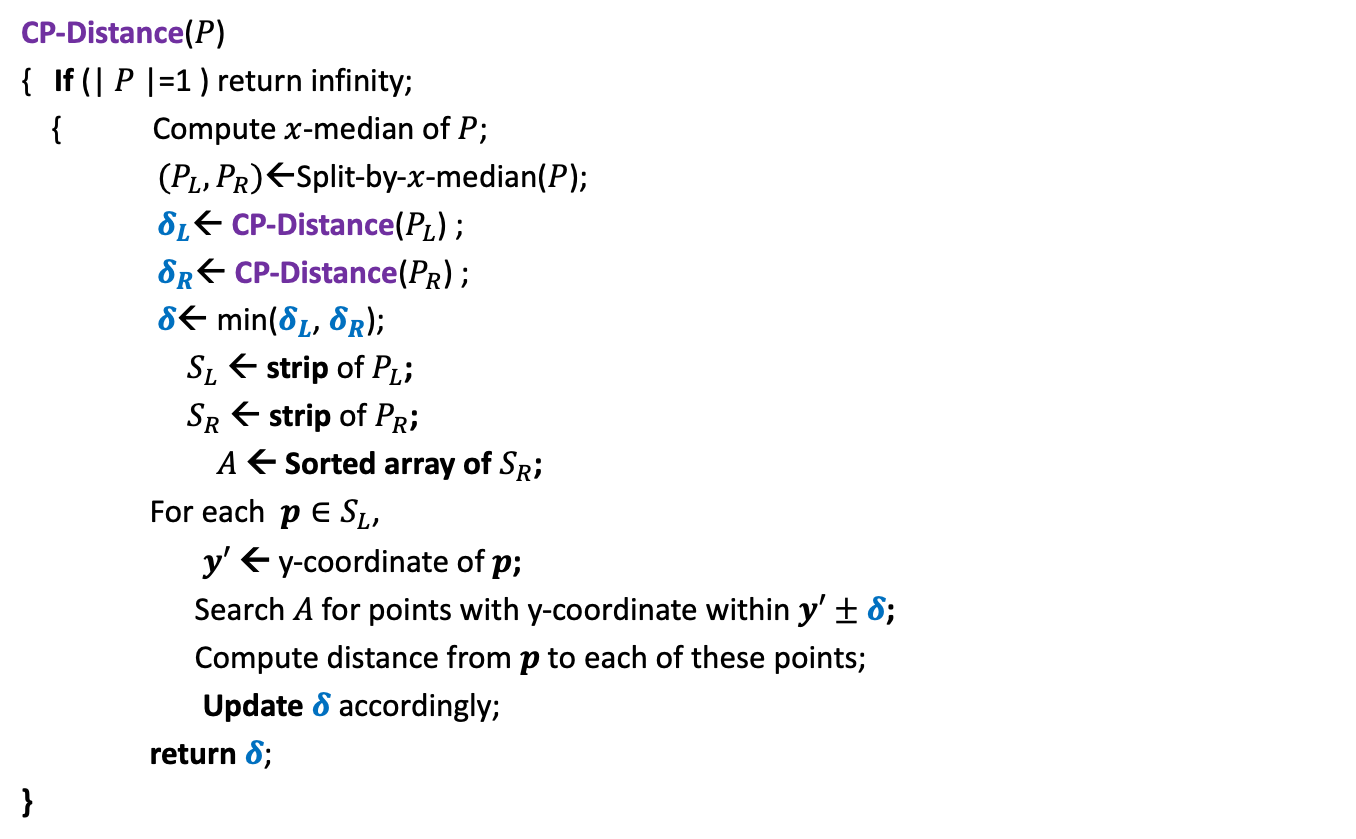 CP-Distance(P)
{ If (| P |=1 ) return infinity;
{ Compute x-median of P;
(P_L, P_R)←Split-by-x-median(P);
δ_L← CP-Distance(P_L) ;
δ_R← CP-Distance(P_R) ;
δ← min(δ_L, δ_R);
S_L ← strip of P_L;
S_R ← strip of P_R;
A ← Sorted array of S_R;
For each p ∈ S_L,
y′ ← y-coordinate of p;
Search A for points with y-coordinate within y′ ± δ;
Compute distance from p to each of these points;
Update δ accordingly;
return δ;
}